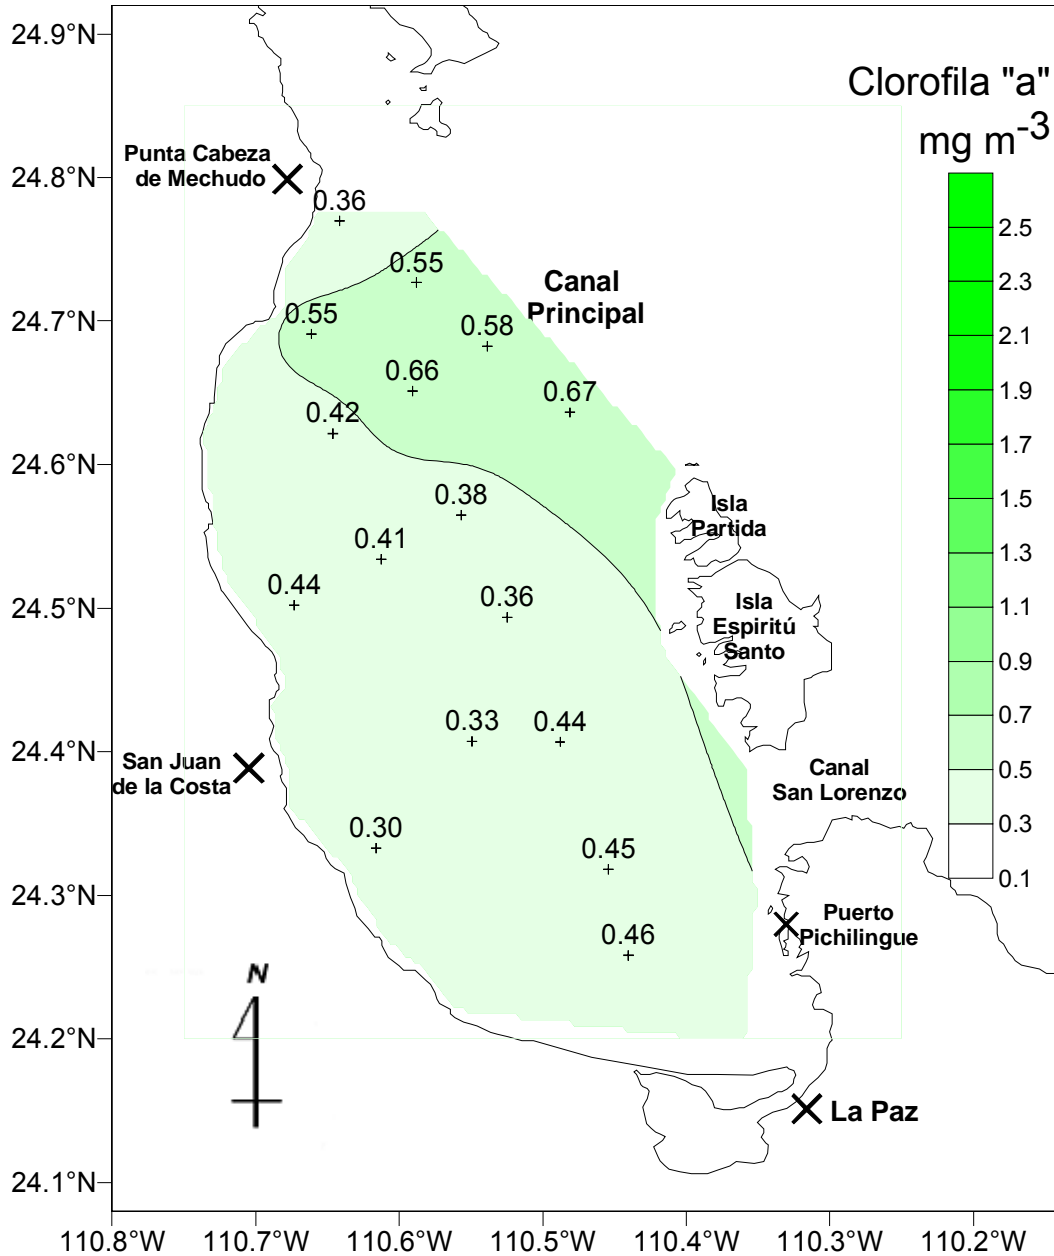 24.9°N
Clorofila "a"
mg m-3
Punta Cabeza
de Mechudo
24.8°N
0.36
0.55
Canal
Principal
2.5
2.3
0.55
24.7°N
0.58
2.1
0.66
0.67
1.9
0.42
1.7
24.6°N
0.38
1.5
Isla
Partida
0.41
1.3
0.44
24.5°N
0.36
Isla
Espiritú
Santo
1.1
0.9
0.33
0.44
0.7
24.4°N
San Juan
de la Costa
Canal
San Lorenzo
0.5
0.30
0.45
0.3
0.1
24.3°N
0.46
Puerto
Pichilingue
N
24.2°N
La Paz
24.1°N
110.8°W 110.7°W 110.6°W 110.5°W 110.4°W 110.3°W 110.2°W